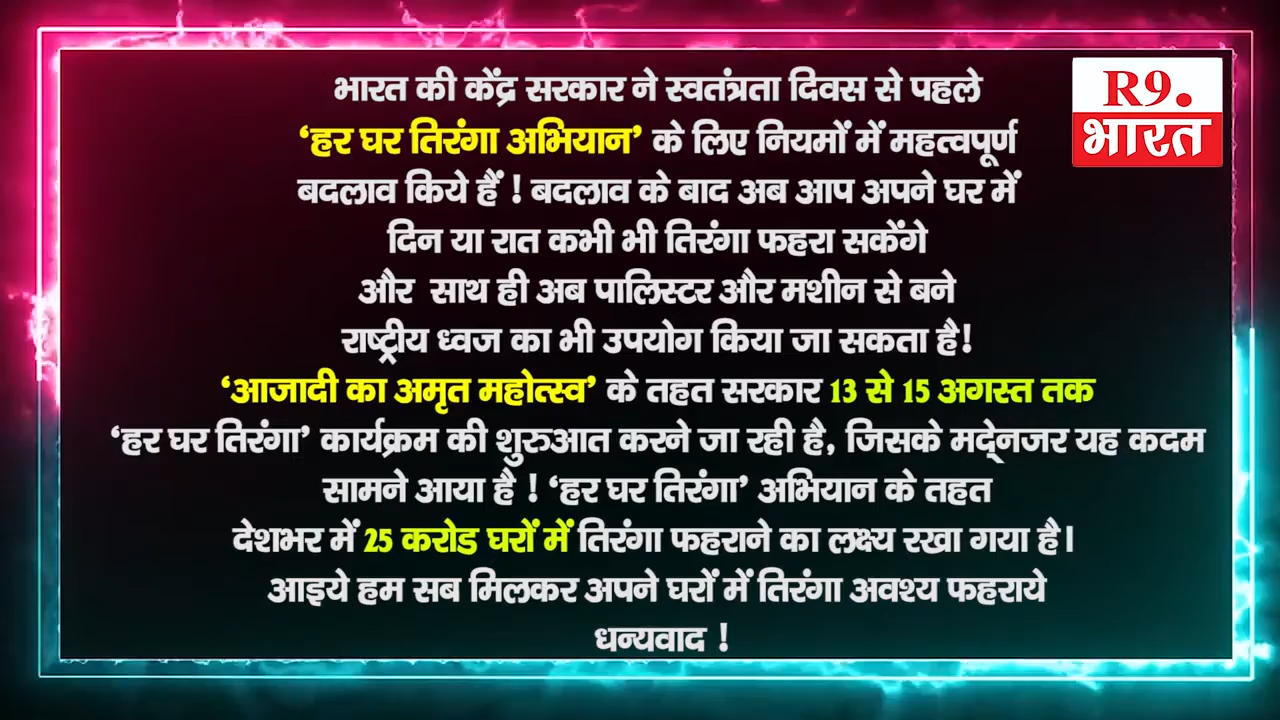 R9.
भारत
भारत की केंद्र सरकार ने स्वतंत्रता दिवस से पहले
‘हर घर तिरंगा अभियान’ के लिए नियमों में महत्वपूर्ण
बदलाव किये हैं ! बदलाव के बाद अब आप अपने घर में
दिन या रात कभी भी तिरंगा फहरा सकेंगे
और साथ ही अब पालिस्टर और मशीन से बने
राष्ट्रीय ध्वज का भी उपयोग किया जा सकता है!
‘आजादी का अमृत महोत्स्व’ के तहत सरकार 13 से 15 अगस्त तक
‘हर घर तिरंगा’ कार्यक्रम की शुरुआत करने जा रही है, जिसके मद्देनजर यह कदम
सामने आया है ! ‘हर घर तिरंगा’ अभियान के तहत
देशभर में 25 करोड घरों में तिरंगा फहराने का लक्ष्य रखा गया है।
आइये हम सब मिलकर अपने घरों में तिरंगा अवश्य फहराये
धन्यवाद !